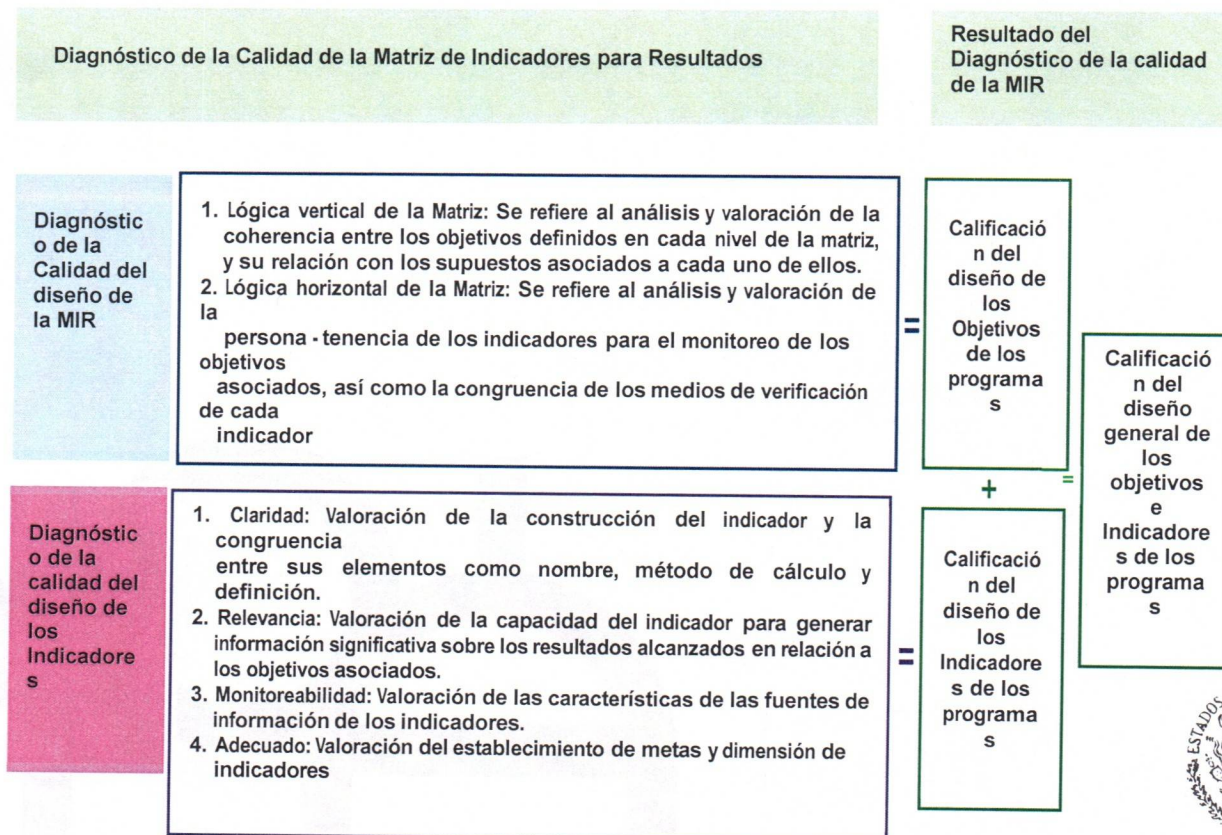 Diagnóstico de la Calidad de la Matriz de Indicadores para Resultados
Resultado del
Diagnóstico de la calidad
de la MIR
Diagnóstic
o de la
Calidad del
diseño de
la MIR
1. Lógica vertical de la Matriz: Se refiere al análisis y valoración de la
coherencia entre los objetivos definidos en cada nivel de la matriz,
y su relación con los supuestos asociados a cada uno de ellos.
2. Lógica horizontal de la Matriz: Se refiere al análisis y valoración de
la
persona - tenencia de los indicadores para el monitoreo de los
objetivos
asociados, así como la congruencia de los medios de verificación
de cada
indicador
=
Calificació
n del
diseño de
los
Objetivos
de los
programa
s
Diagnóstic
o de la
calidad del
diseño de
los
Indicadore
s
1. Claridad: Valoración de la construcción del indicador y la
congruencia
entre sus elementos como nombre, método de cálculo y
definición.
2. Relevancia: Valoración de la capacidad del indicador para generar
información significativa sobre los resultados alcanzados en relación a
los objetivos asociados.
3. Monitoreabilidad: Valoración de las características de las fuentes de
información de los indicadores.
4. Adecuado: Valoración del establecimiento de metas y dimensión de
indicadores
=
+
Calificació
n del
diseño de
los
Indicadore
s de los
programa
s
=
Calificació
n del
diseño
general de
los
objetivos
e
Indicadore
s de los
programa
s
ESTADOS